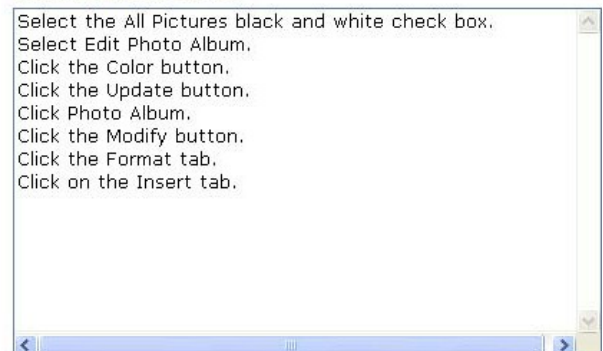 Select the All Pictures black and white check box.
Select Edit Photo Album.
Click the Color button.
Click the Update button.
Click Photo Album.
Click the Modify button.
Click the Format tab.
Click on the Insert tab.